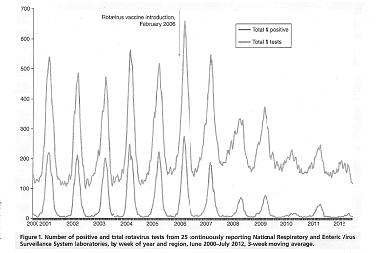 Rotavirus vaccine introduction,
February 2006
Total # positive
Total # tests
700
600
500
400
300
200
100
0
2000 2001 2002 2003 2004 2005 2006 2007 2008 2009 2010 2011 2012
Figure 1. Number of positive and total rotavirus tests from 25 continuously reporting National Respiratory and Enteric Virus
Surveillance System laboratories, by week of year and region, June 2000–July 2012, 3-week moving average.